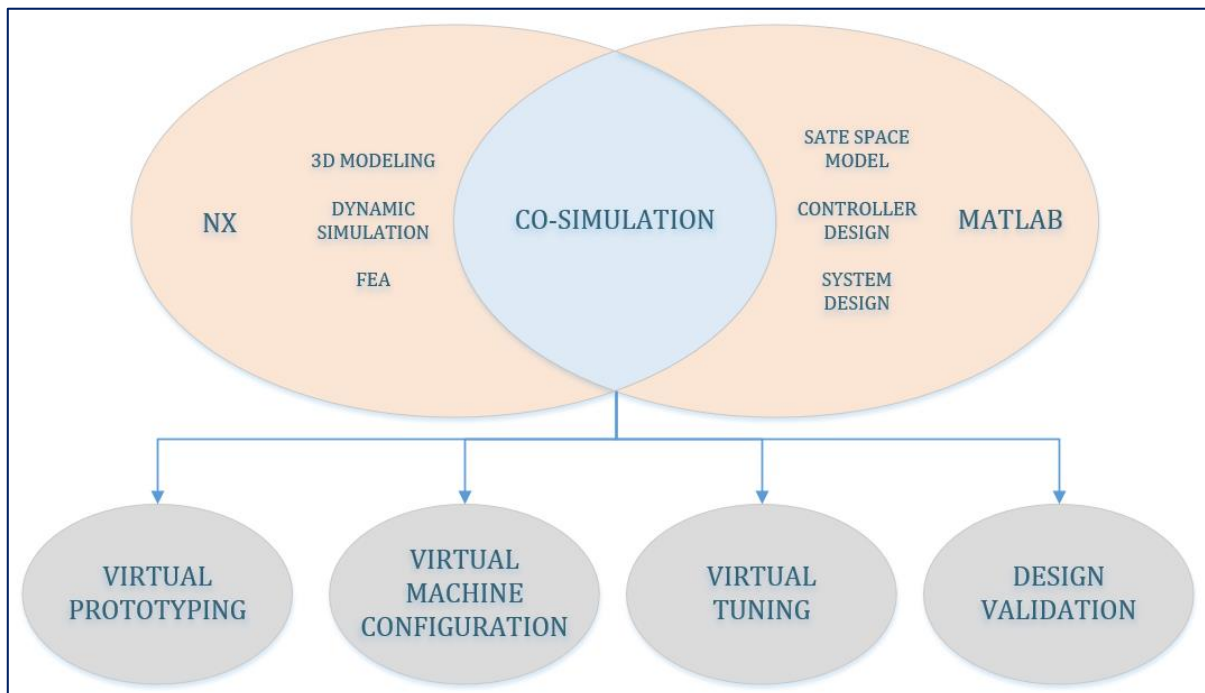 NX
3D MODELING
DYNAMIC
SIMULATION
FEA
CO-SIMULATION
SATE SPACE
MODEL
CONTROLLER
DESIGN
SYSTEM
DESIGN
MATLAB
VIRTUAL
PROTOTYPING
VIRTUAL
MACHINE
CONFIGURATION
VIRTUAL
TUNING
DESIGN
VALIDATION